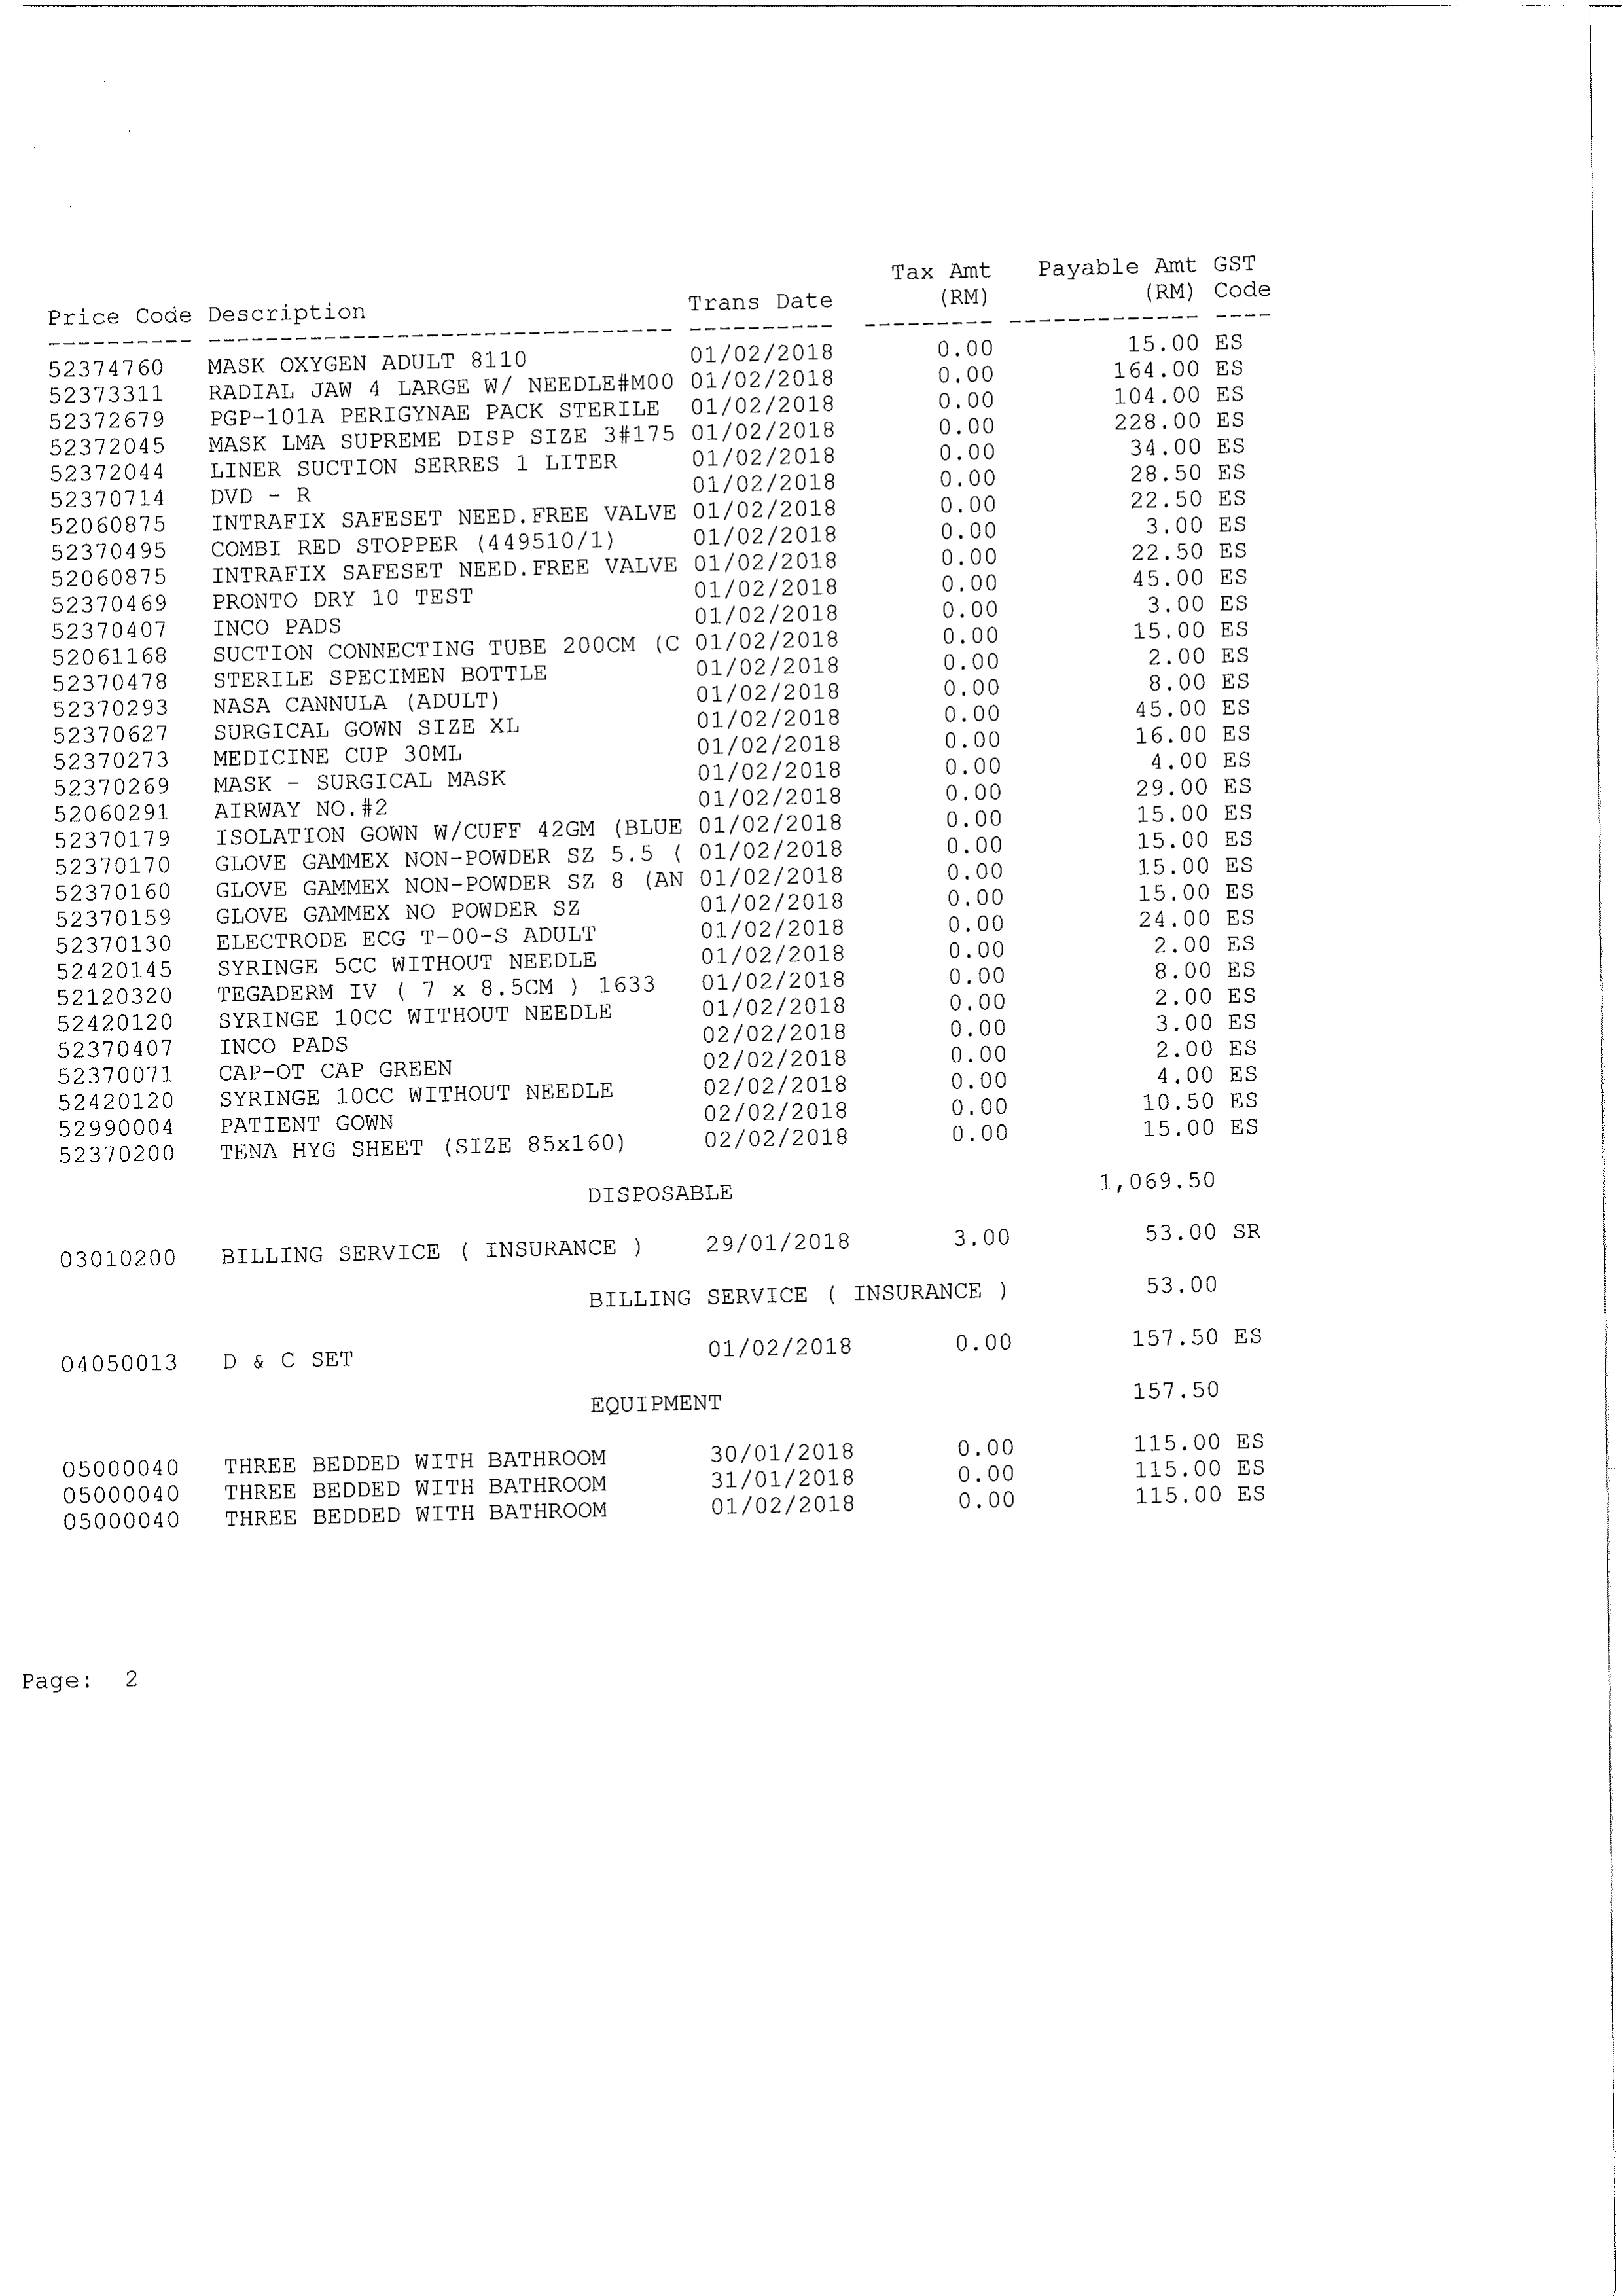 Tax Amt Payable Amt GST
Price Code Description Trans Date (RM) (RM) Code
---------- -------------------------------- ---------- --------- ------------- ----
52374760 MASK OXYGEN ADULT 8110 01/02/2018 0.00 15.00 ES
52373311 RADIAL JAW 4 LARGE W/ NEEDLE#M00 01/02/2018 0.00 164.00 ES
52372679 PGP-101A PERIGYNAE PACK STERILE 01/02/2018 0.00 104.00 ES
52372045 MASK LMA SUPREME DISP SIZE 3#175 01/02/2018 0.00 228.00 ES
52372044 LINER SUCTION SERRES 1 LITER 01/02/2018 0.00 34.00 ES
52370714 DVD - R 01/02/2018 0.00 28.50 ES
52060875 INTRAFIX SAFESET NEED.FREE VALVE 01/02/2018 0.00 22.50 ES
52370495 COMBI RED STOPPER (449510/1) 01/02/2018 0.00 3.00 ES
52060875 INTRAFIX SAFESET NEED.FREE VALVE 01/02/2018 0.00 22.50 ES
52370469 PRONTO DRY 10 TEST 01/02/2018 0.00 45.00 ES
52370407 INCO PADS 01/02/2018 0.00 3.00 ES
52061168 SUCTION CONNECTING TUBE 200CM (C 01/02/2018 0.00 15.00 ES
52370478 STERILE SPECIMEN BOTTLE 01/02/2018 0.00 2.00 ES
52370293 NASA CANNULA (ADULT) 01/02/2018 0.00 8.00 ES
52370627 SURGICAL GOWN SIZE XL 01/02/2018 0.00 45.00 ES
52370273 MEDICINE CUP 30ML 01/02/2018 0.00 16.00 ES
52370269 MASK - SURGICAL MASK 01/02/2018 0.00 4.00 ES
52060291 AIRWAY NO.#2 01/02/2018 0.00 29.00 ES
52370179 ISOLATION GOWN W/CUFF 42GM (BLUE 01/02/2018 0.00 15.00 ES
52370170 GLOVE GAMMEX NON-POWDER SZ 5.5 ( 01/02/2018 0.00 15.00 ES
52370160 GLOVE GAMMEX NON-POWDER SZ 8 (AN 01/02/2018 0.00 15.00 ES
52370159 GLOVE GAMMEX NO POWDER SZ 01/02/2018 0.00 15.00 ES
52370130 ELECTRODE ECG T-00-S ADULT 01/02/2018 0.00 24.00 ES
52420145 SYRINGE 5CC WITHOUT NEEDLE 01/02/2018 0.00 2.00 ES
52120320 TEGADERM IV ( 7 x 8.5CM ) 1633 01/02/2018 0.00 8.00 ES
52420120 SYRINGE 10CC WITHOUT NEEDLE 01/02/2018 0.00 2.00 ES
52370407 INCO PADS 02/02/2018 0.00 3.00 ES
52370071 CAP-OT CAP GREEN 02/02/2018 0.00 2.00 ES
52420120 SYRINGE 10CC WITHOUT NEEDLE 02/02/2018 0.00 4.00 ES
52990004 PATIENT GOWN 02/02/2018 0.00 10.50 ES
52370200 TENA HYG SHEET (SIZE 85x160) 02/02/2018 0.00 15.00 ES
DISPOSABLE 1,069.50
03010200 BILLING SERVICE ( INSURANCE ) 29/01/2018 3.00 53.00 SR
BILLING SERVICE ( INSURANCE ) 53.00
04050013 D & C SET 01/02/2018 0.00 157.50 ES
EQUIPMENT 157.50
05000040 THREE BEDDED WITH BATHROOM 30/01/2018 0.00 115.00 ES
05000040 THREE BEDDED WITH BATHROOM 31/01/2018 0.00 115.00 ES
05000040 THREE BEDDED WITH BATHROOM 01/02/2018 0.00 115.00 ES
Page: 2